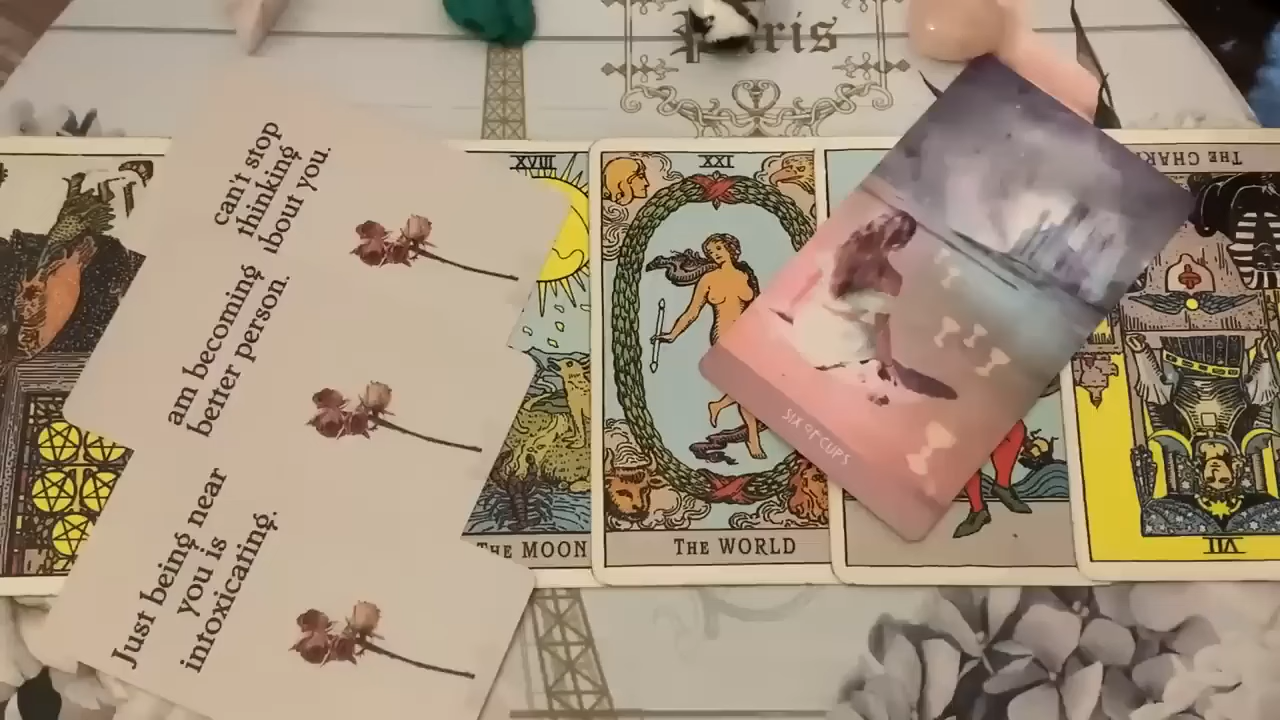 Paris
can't stop
thinking
about you.
am becoming
better person.
Just being near
you is
intoxicating.
XVIII
THE MOON
XXI
THE WORLD
SIX OF CUPS
THE CHARI
VII